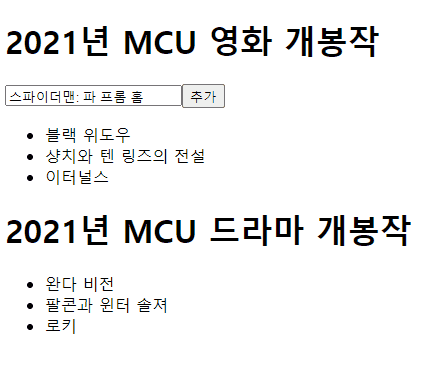 2021년 MCU 영화 개봉작
스파이더맨: 파 프롬 홈 추가
블랙 위도우
샹치와 텐 링즈의 전설
이터널스
2021년 MCU 드라마 개봉작
완다 비전
팔콘과 윈터 솔져
로키